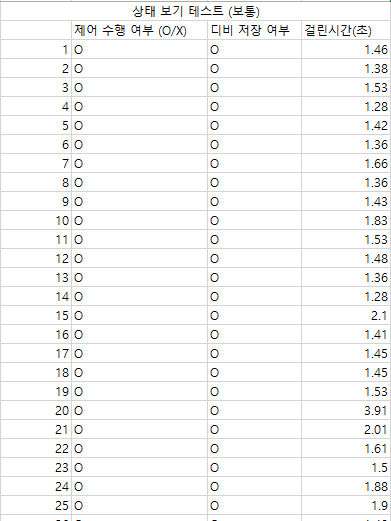 상태 보기 테스트 (보통)
제어 수행 여부 (O/X) 디비 저장 여부 걸린시간(초)
1 O O 1.46
2 O O 1.38
3 O O 1.53
4 O O 1.28
5 O O 1.42
6 O O 1.36
7 O O 1.66
8 O O 1.36
9 O O 1.43
10 O O 1.83
11 O O 1.53
12 O O 1.48
13 O O 1.36
14 O O 1.28
15 O O 2.1
16 O O 1.41
17 O O 1.45
18 O O 1.45
19 O O 1.53
20 O O 3.91
21 O O 2.01
22 O O 1.61
23 O O 1.5
24 O O 1.88
25 O O 1.9